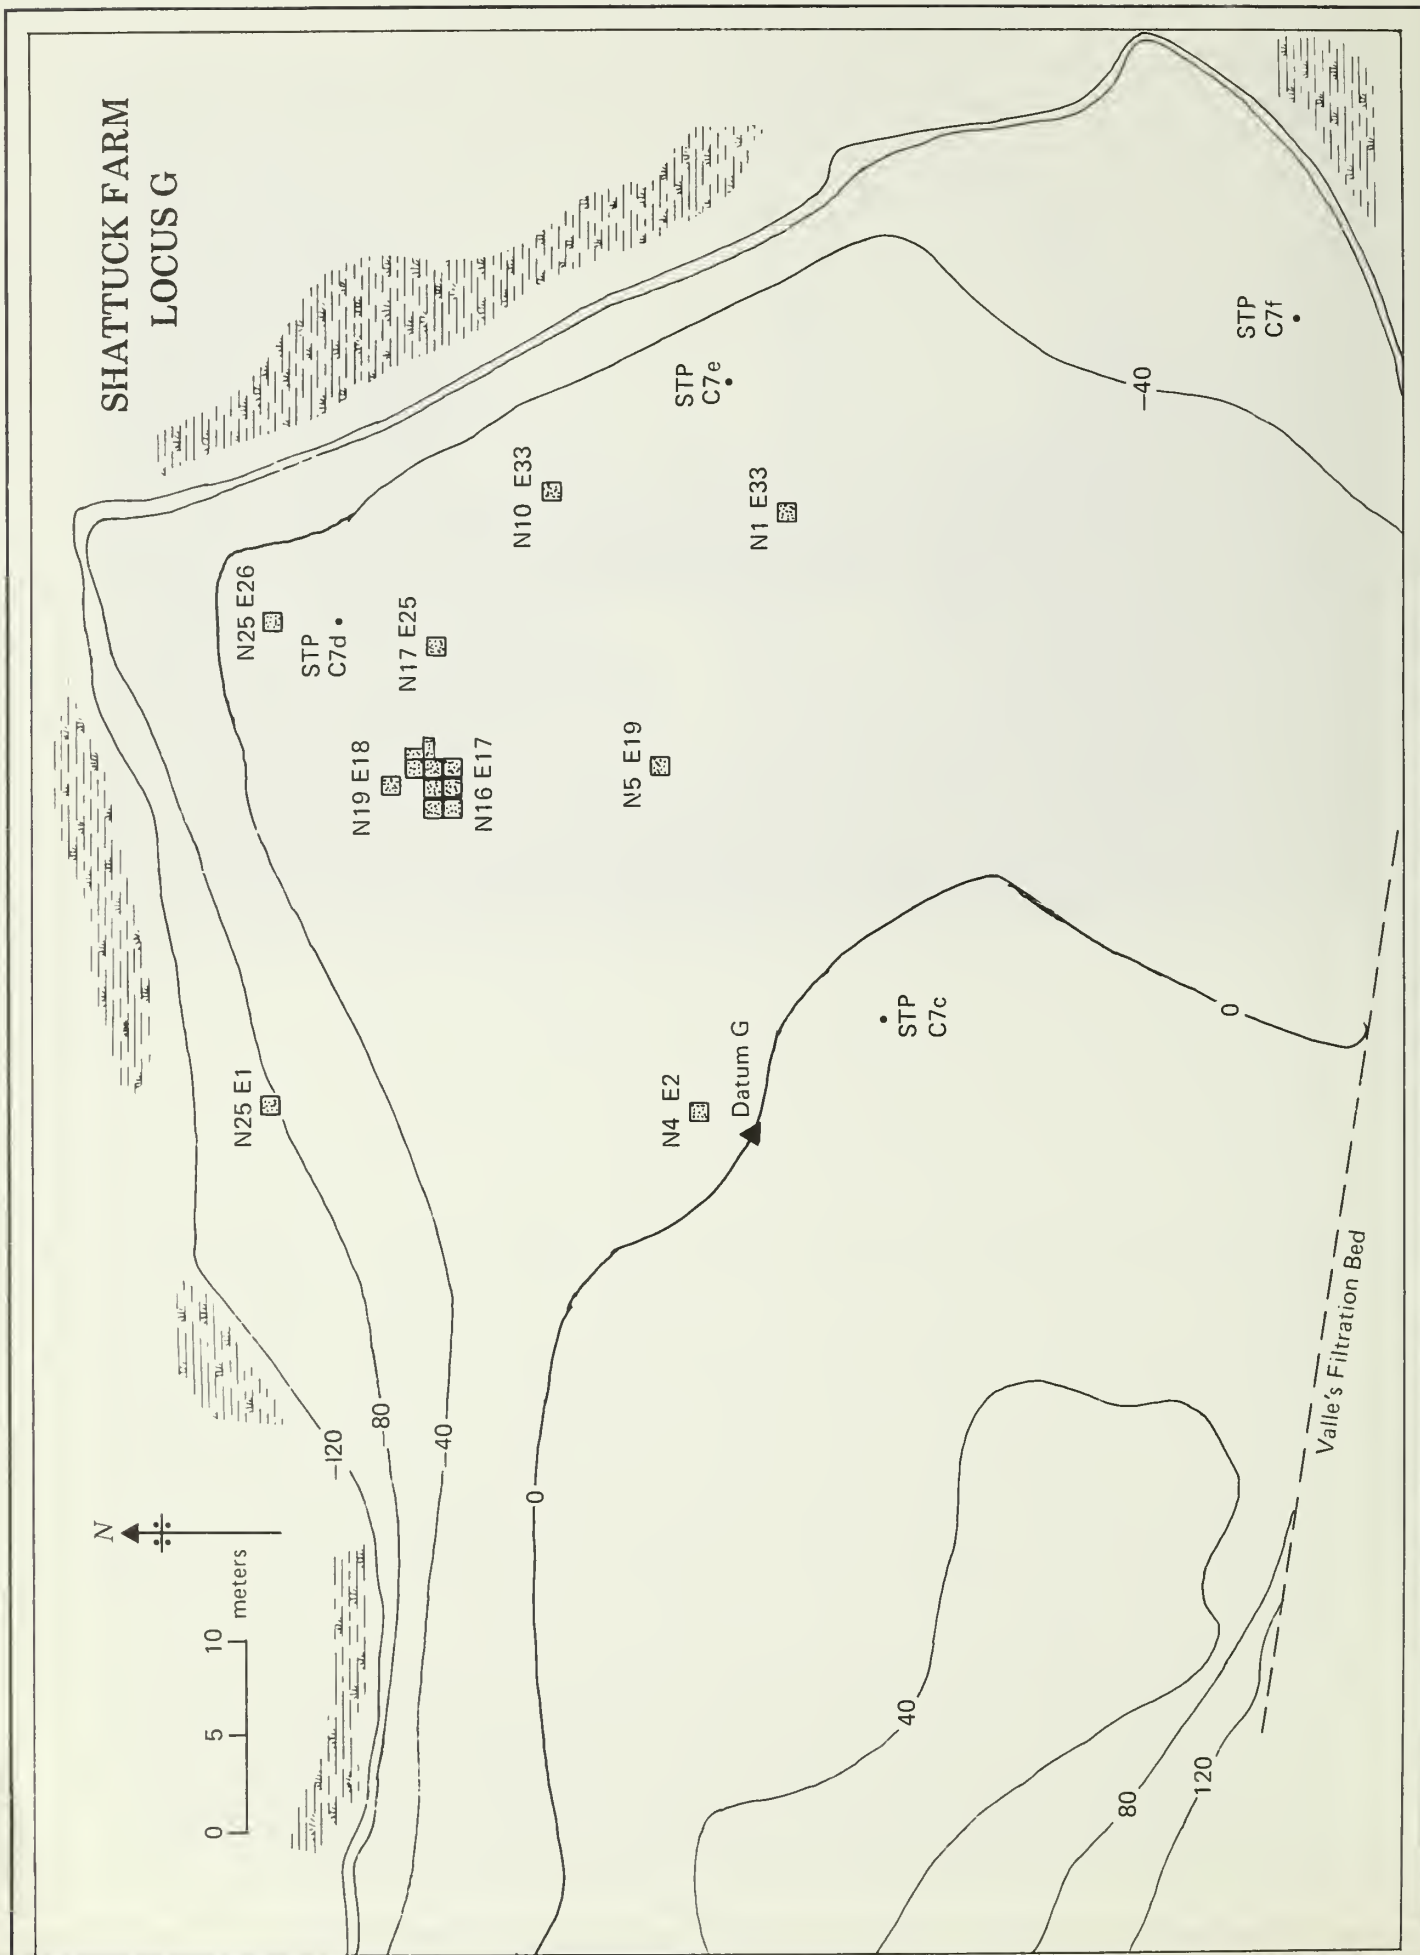 SHATTUCK FARM
LOCUS G
N
0 5 10
meters
N25 E1
N25 E26
STP
C7d
N19 E18
N17 E25
N16 E17
N10 E33
STP
C7e
N5 E19
N1 E33
N4 E2
Datum G
STP
C7c
STP
C7f
-120
-80
-40
0
40
80
120
-40
0
Valle's Filtration Bed